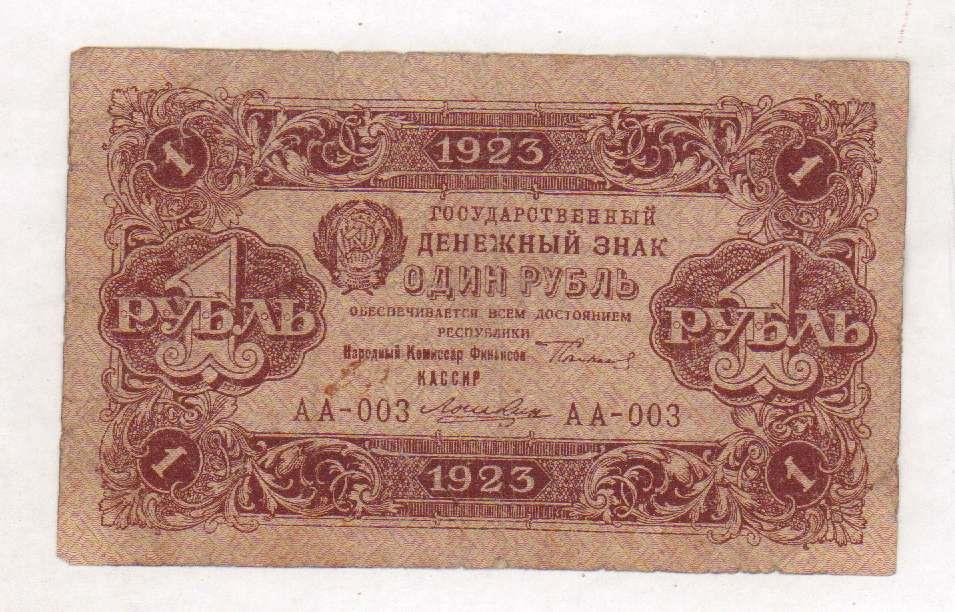 1 1923 1
ГОСУДАРСТВЕННЫЙ
ДЕНЕЖНЫЙ ЗНАК
ОДИН РУБЛЬ
1 РУБЛЬ
1 РУБЛЬ
ОБЕСПЕЧИВАЕТСЯ ВСЕМ ДОСТОЯНИЕМ
РЕСПУБЛИКИ
Народный Комиссар Финансов
КАССИР
АА-003 АА-003
1 1923 1